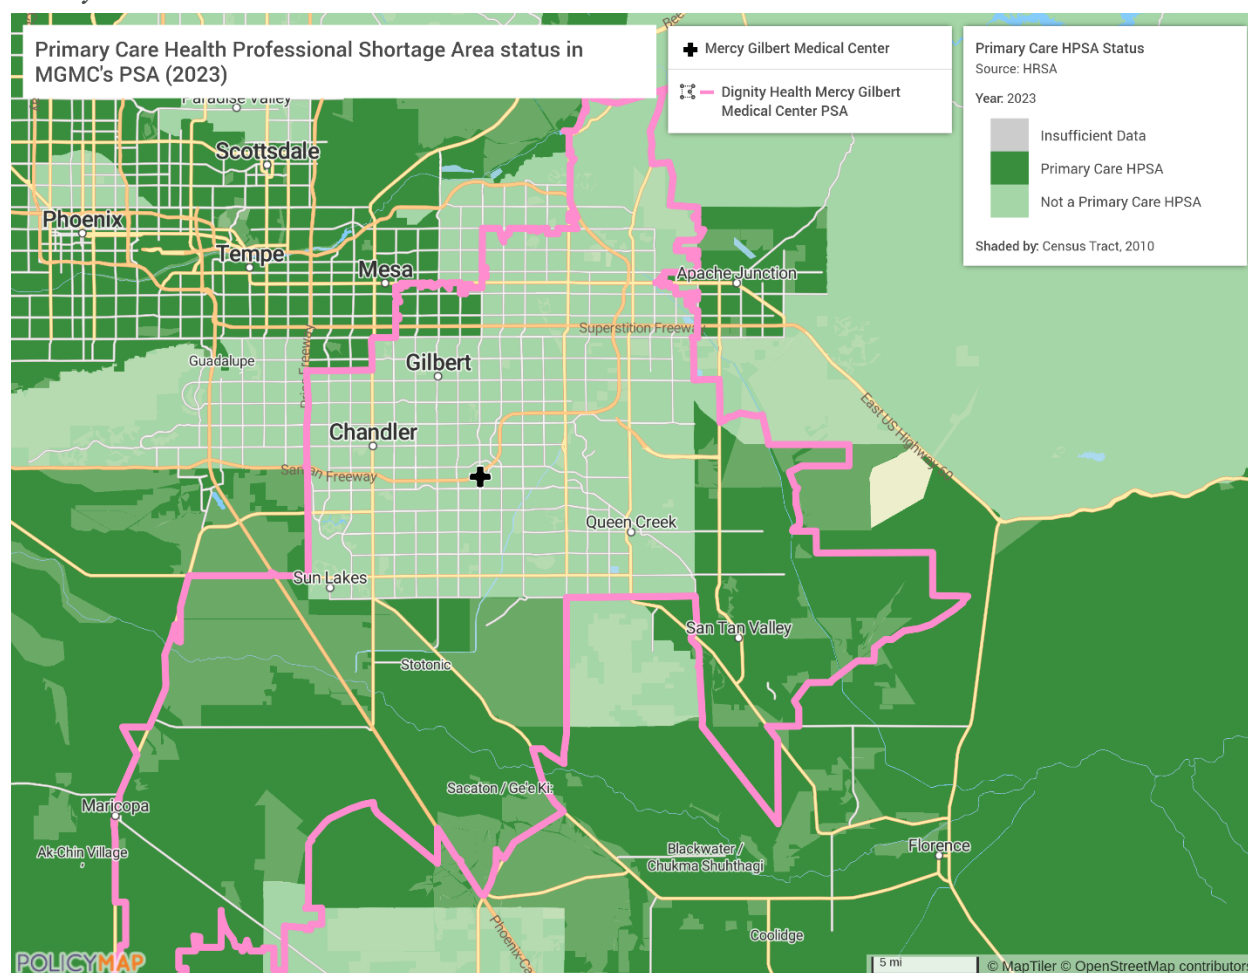 Primary Care Health Professional Shortage Area status in
MGMC's PSA (2023)
Mercy Gilbert Medical Center
Dignity Health Mercy Gilbert
Medical Center PSA
Primary Care HPSA Status
Source: HRSA
Year: 2023
Insufficient Data
Primary Care HPSA
Not a Primary Care HPSA
Shaded by: Census Tract, 2010
Paradise Valley
Scottsdale
Phoenix
Tempe
Mesa
Apache Junction
Superstition Freeway
Guadalupe
Gilbert
Freeway
Chandler
East US Highway 60
Santan Freeway
Queen Creek
Sun Lakes
San Tan Valley
Stotonic
Sacaton / Ge'e Ki:
Maricopa
Ak-Chin Village
Blackwater /
Chukma Shuhthagi
Florence
Coolidge
Phoenix-Ca
POLICYMAP
5 mi
© MapTiler © OpenStreetMap contributors